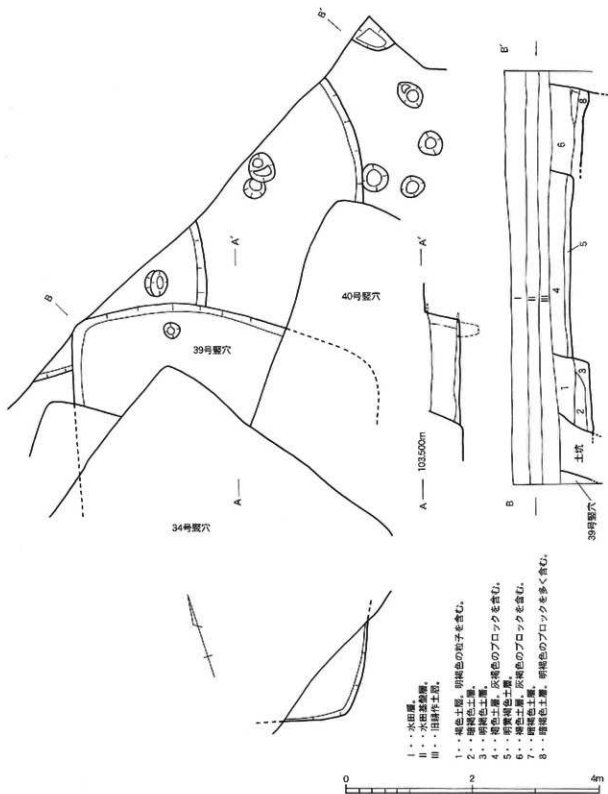 B'
B
A'
40号竪穴
39号竪穴
A
34号竪穴
A'
A — 103.500m
B'
I
II
III
6
8
5
4
1
3
2
土坑
B
39号竪穴
I・・水田層。
II・・水田基盤層。
III・・旧耕作土層。
1・・褐色土層。明褐色の粒子を含む。
2・・暗褐色土層。
3・・明褐色土層。
4・・褐色土層。灰褐色のブロックを含む。
5・・明黄褐色土層。
6・・褐色土層。灰褐色のブロックを含む。
7・・暗褐色土層。
8・・暗褐色土層。明褐色のブロックを多く含む。
0 2 4m